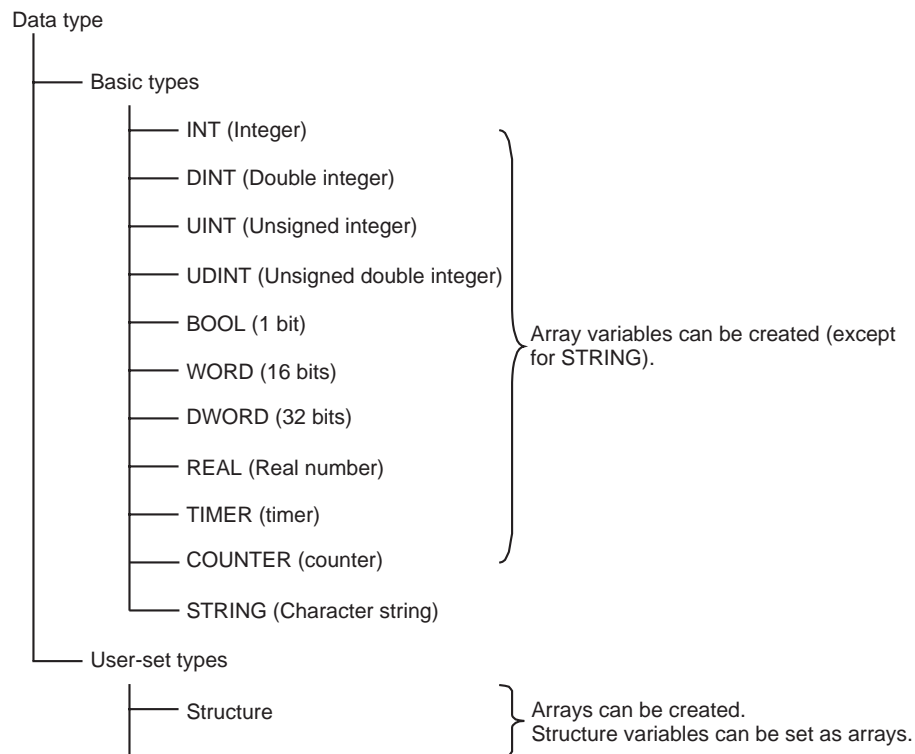 Data type
Basic types
INT (Integer)
DINT (Double integer)
UINT (Unsigned integer)
UDINT (Unsigned double integer)
BOOL (1 bit)
WORD (16 bits)
DWORD (32 bits)
REAL (Real number)
TIMER (timer)
COUNTER (counter)
Array variables can be created (except
for STRING).
STRING (Character string)
User-set types
Structure
Arrays can be created.
Structure variables can be set as arrays.